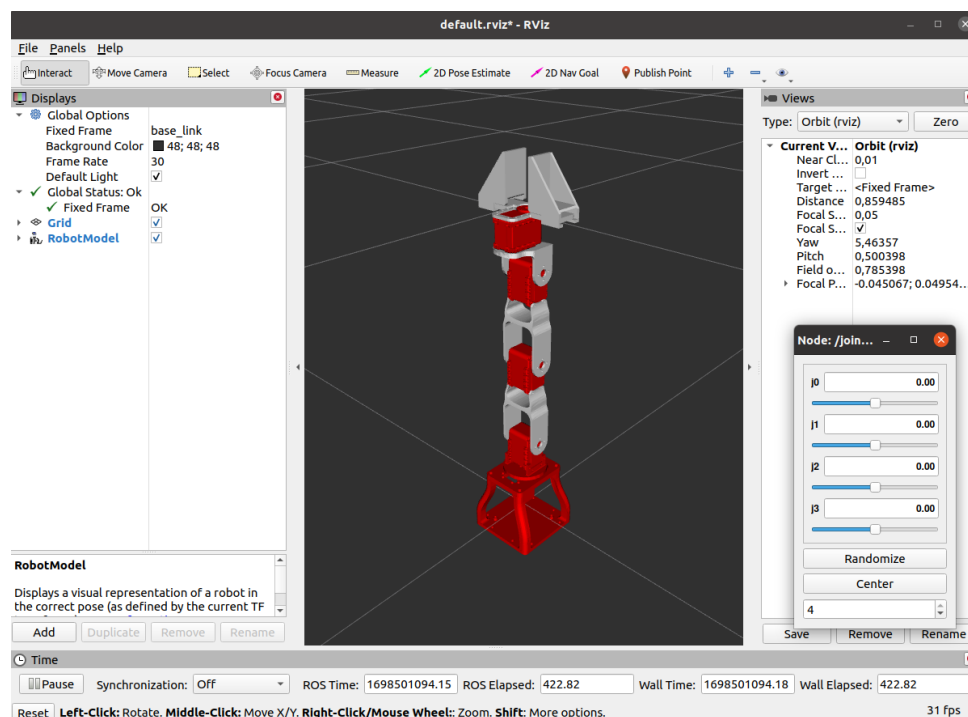 default.rviz* - RViz
File Panels Help
Interact Move Camera Select Focus Camera Measure 2D Pose Estimate 2D Nav Goal Publish Point
Displays
Global Options
Fixed Frame base_link
Background Color 48; 48; 48
Frame Rate 30
Default Light
Global Status: Ok
Fixed Frame OK
Grid
RobotModel
RobotModel
Displays a visual representation of a robot in
the correct pose (as defined by the current TF
Add Duplicate Remove Rename
Views
Type: Orbit (rviz) Zero
Current V... Orbit (rviz)
Near Cl... 0,01
Invert ...
Target ... <Fixed Frame>
Distance 0,859485
Focal S... 0,05
Focal S...
Yaw 5,46357
Pitch 0,500398
Field o... 0,785398
Focal P... -0.045067; 0.04954...
Node: /join...
j0 0.00
j1 0.00
j2 0.00
j3 0.00
Randomize
Center
4
Save Remove Rename
Time
Pause Synchronization: Off ROS Time: 1698501094.15 ROS Elapsed: 422.82 Wall Time: 1698501094.18 Wall Elapsed: 422.82
Reset Left-Click: Rotate. Middle-Click: Move X/Y. Right-Click/Mouse Wheel:: Zoom. Shift: More options. 31 fps